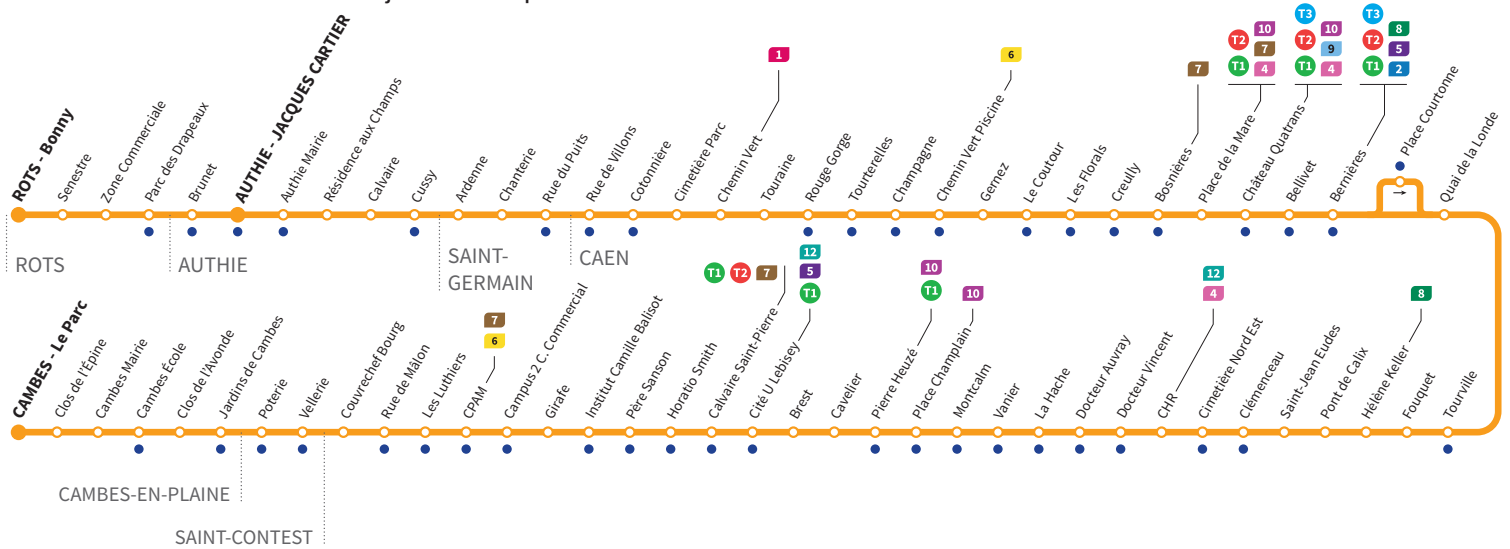 ROTS - Bonny
Senestre
Zone Commerciale
Parc des Drapeaux
Brunet
AUTHIE - JACQUES CARTIER
Authie Mairie
Résidence aux Champs
Calvaire
Cussy
Ardenne
Chanterie
Rue du Puits
Rue de Villons
Cotonnière
Cimetière Parc
Chemin Vert
1
Touraine
Rouge Gorge
Tourterelles
Champagne
Chemin Vert Piscine
6
Gernez
Le Coutour
Les Florals
Creully
Bosnières
7
Place de la Mare
10
T2 7
T1 4
Château Quatrans
T3
T2 10
9
T1 4
Bellivet
Bernières
T3 8
T2 5
T1 2
Place Courtonne
→
Quai de la Londe
ROTS
AUTHIE
SAINT-
GERMAIN
CAEN
CAMBES - Le Parc
Clos de l'Épine
Cambes Mairie
Cambes École
Clos de l'Avonde
Jardins de Cambes
Poterie
Vellerie
Couvrechef Bourg
Rue de Mâlon
Les Luthiers
CPAM
7
6
Campus 2 C. Commercial
Girafe
Institut Camille Balisot
Père Sanson
Horatio Smith
Calvaire Saint-Pierre
T1 T2 7
Cité U Lebisey
12
5
T1
Brest
Cavelier
Pierre Heuzé
10
T1
Place Champlain
10
Montcalm
Vanier
La Hache
Docteur Auvray
Docteur Vincent
CHR
12
4
Cimetière Nord Est
Clémenceau
Saint-Jean Eudes
Pont de Calix
Hélène Keller
8
Fouquet
Tourville
CAMBES-EN-PLAINE
SAINT-CONTEST